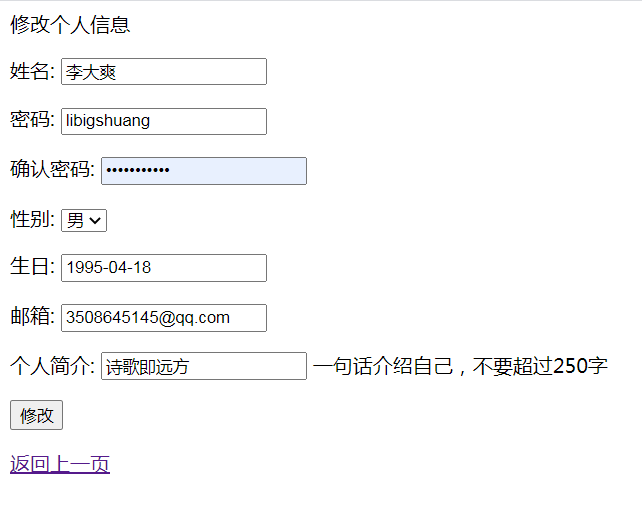 修改个人信息
姓名: 李大爽
密码: libigshuang
确认密码: •••••••••••
性别: 男
生日: 1995-04-18
邮箱: 3508645145@qq.com
个人简介: 诗歌即远方 一句话介绍自己，不要超过250字
修改
返回上一页